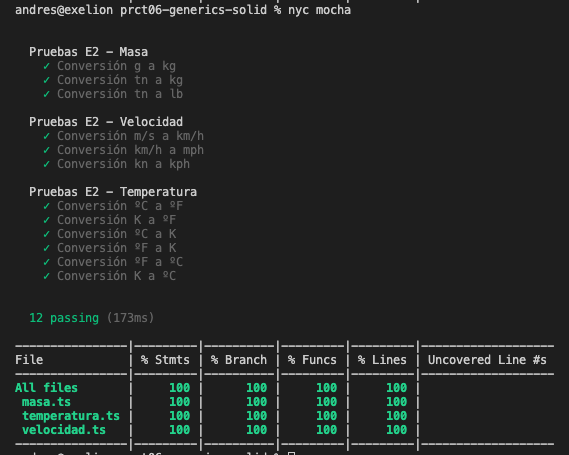 andres@exelion prct06-generics-solid % nyc mocha
Pruebas E2 - Masa
✓ Conversión g a kg
✓ Conversión tn a kg
✓ Conversión tn a lb
Pruebas E2 - Velocidad
✓ Conversión m/s a km/h
✓ Conversión km/h a mph
✓ Conversión kn a kph
Pruebas E2 - Temperatura
✓ Conversión ºC a ºF
✓ Conversión K a ºF
✓ Conversión ºC a K
✓ Conversión ºF a K
✓ Conversión ºF a ºC
✓ Conversión K a ºC
12 passing (173ms)
File | % Stmts | % Branch | % Funcs | % Lines | Uncovered Line #s
All files | 100 | 100 | 100 | 100 |
masa.ts | 100 | 100 | 100 | 100 |
temperatura.ts | 100 | 100 | 100 | 100 |
velocidad.ts | 100 | 100 | 100 | 100 |